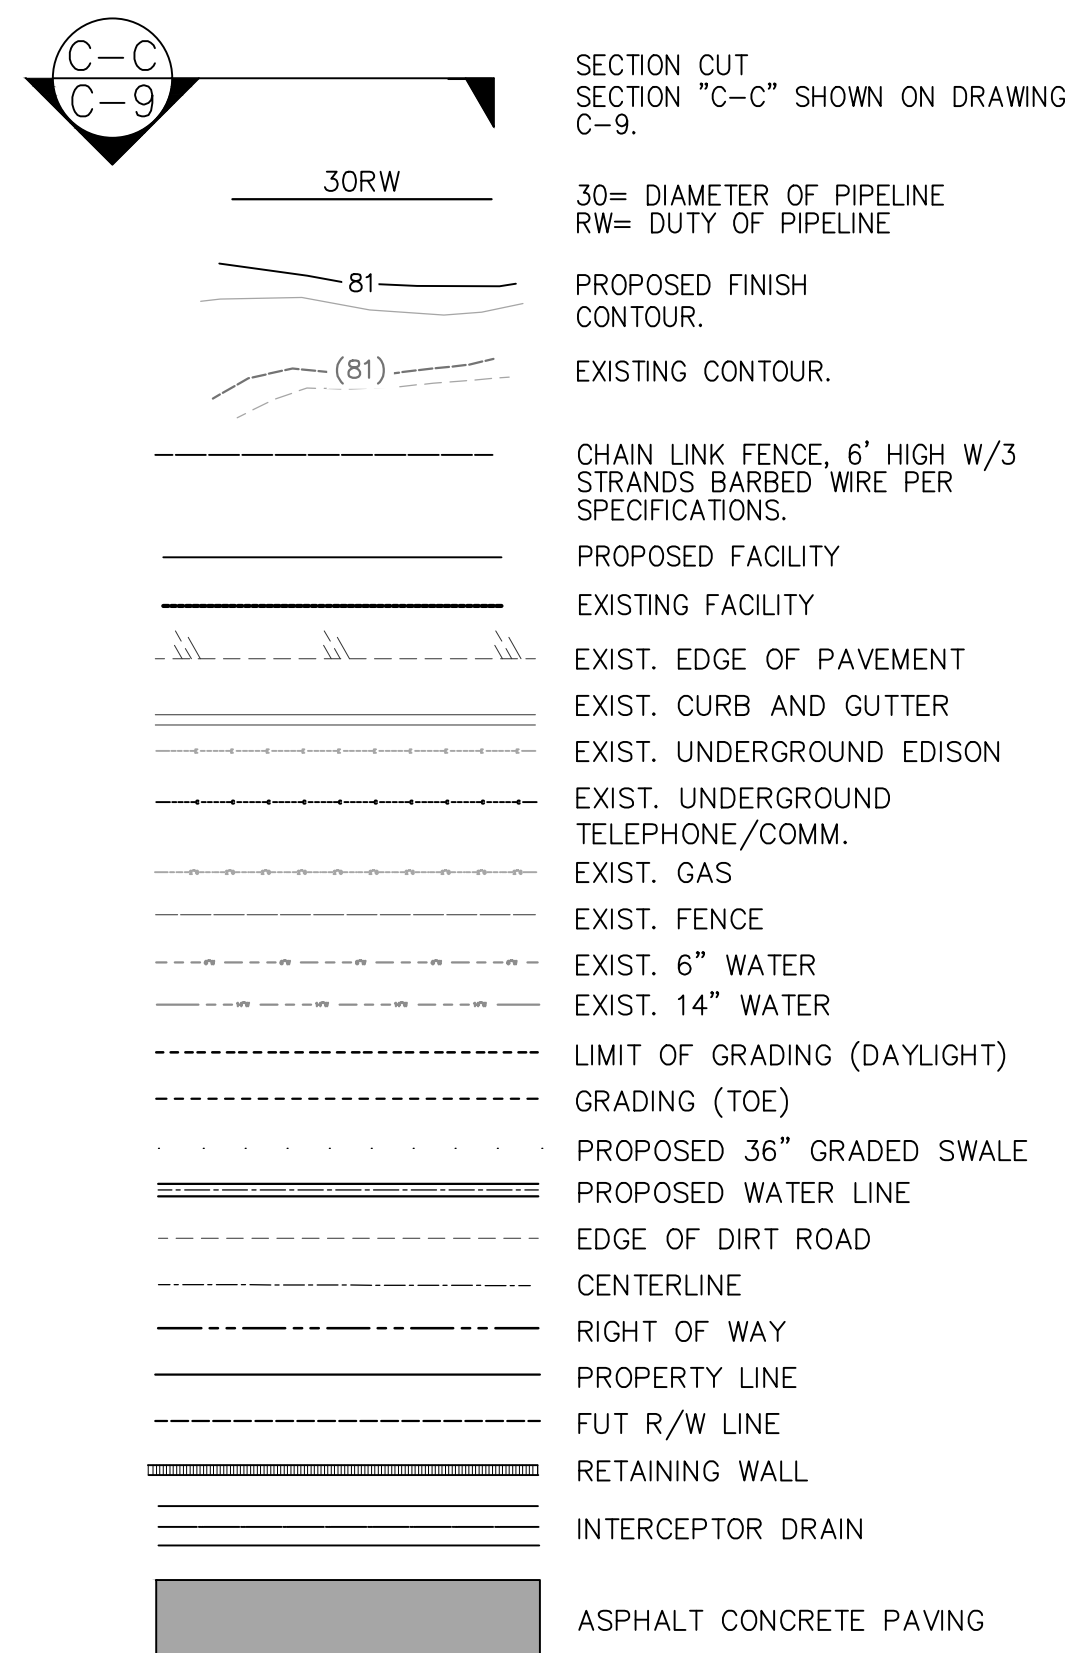 C-C
C-9
SECTION CUT
SECTION "C-C" SHOWN ON DRAWING
C-9.
30RW
30= DIAMETER OF PIPELINE
RW= DUTY OF PIPELINE
81
PROPOSED FINISH
CONTOUR.
(81)
EXISTING CONTOUR.
CHAIN LINK FENCE, 6' HIGH W/3
STRANDS BARBED WIRE PER
SPECIFICATIONS.
PROPOSED FACILITY
EXISTING FACILITY
EXIST. EDGE OF PAVEMENT
EXIST. CURB AND GUTTER
EXIST. UNDERGROUND EDISON
EXIST. UNDERGROUND
TELEPHONE/COMM.
EXIST. GAS
EXIST. FENCE
EXIST. 6" WATER
EXIST. 14" WATER
LIMIT OF GRADING (DAYLIGHT)
GRADING (TOE)
PROPOSED 36" GRADED SWALE
PROPOSED WATER LINE
EDGE OF DIRT ROAD
CENTERLINE
RIGHT OF WAY
PROPERTY LINE
FUT R/W LINE
RETAINING WALL
INTERCEPTOR DRAIN
ASPHALT CONCRETE PAVING